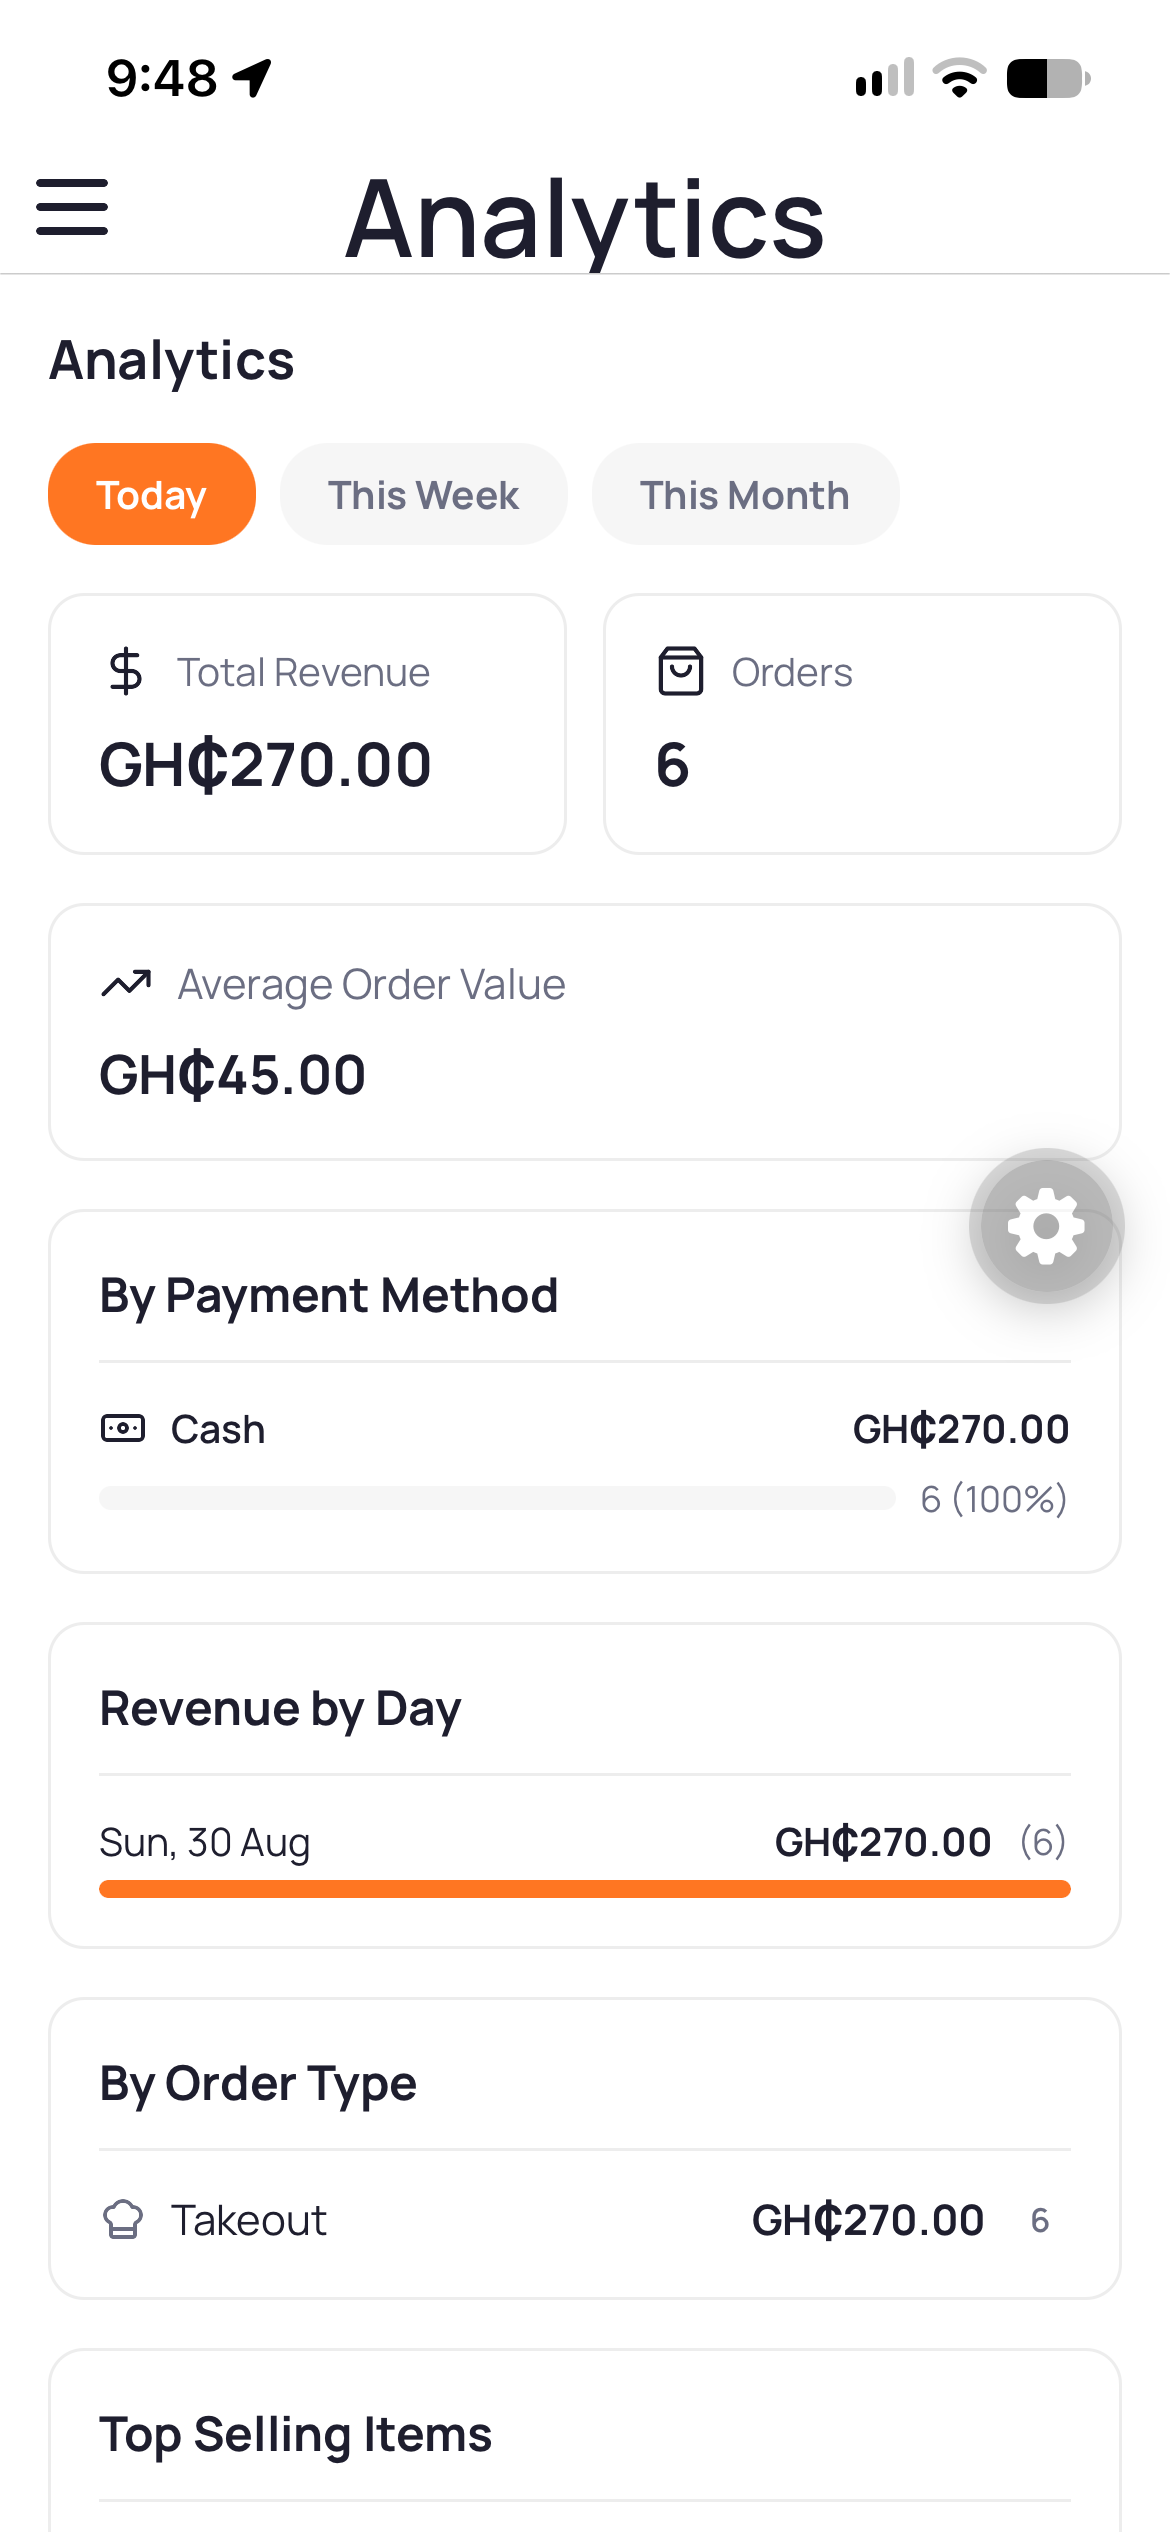 9:48
Analytics
Analytics
Today
This Week
This Month
Total Revenue
GH₵270.00
Orders
6
Average Order Value
GH₵45.00
By Payment Method
Cash
GH₵270.00
6 (100%)
Revenue by Day
Sun, 30 Aug
GH₵270.00 (6)
By Order Type
Takeout
GH₵270.00 6
Top Selling Items